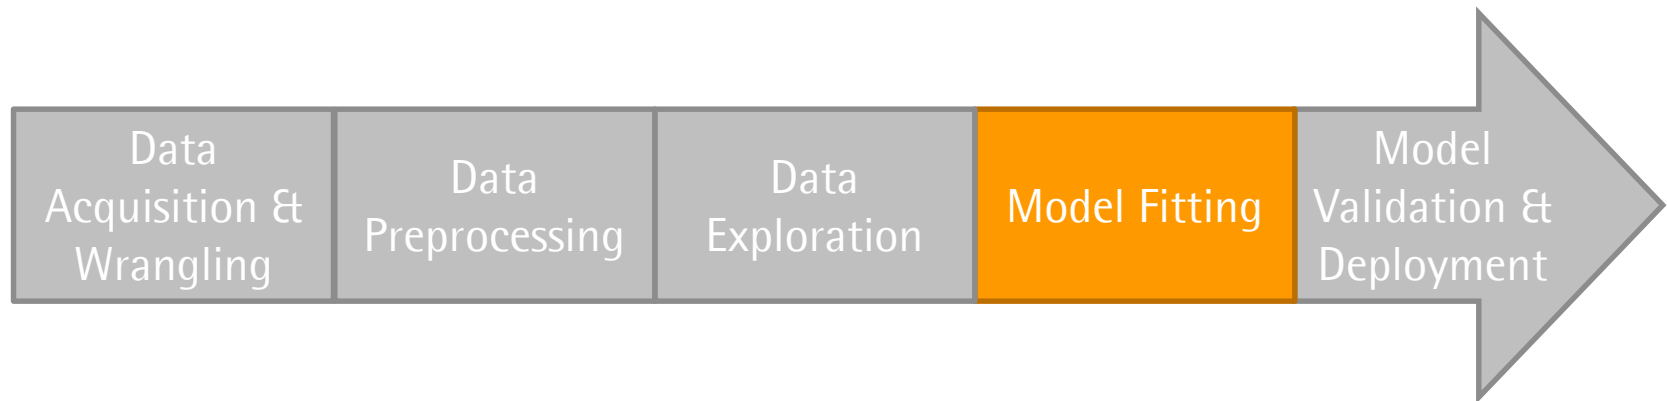 Data
Acquisition &
Wrangling
Data
Preprocessing
Data
Exploration
Model Fitting
Model
Validation &
Deployment